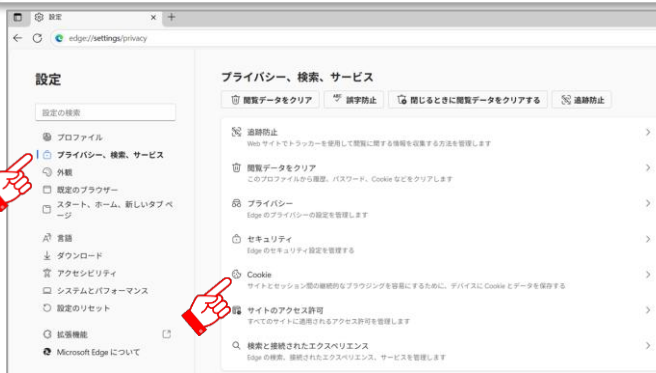 設定
edge://settings/privacy
設定
設定の検索
プロファイル
プライバシー、検索、サービス
外観
既定のブラウザー
スタート、ホーム、新しいタブ ペ
ージ
言語
ダウンロード
アクセシビリティ
システムとパフォーマンス
設定のリセット
拡張機能
Microsoft Edge について
プライバシー、検索、サービス
閲覧データをクリア
ABC 誤字防止
閉じるときに閲覧データをクリアする
追跡防止
追跡防止
Web サイトでトラッカーを使用して閲覧に関する情報を収集する方法を管理します
閲覧データをクリア
このプロファイルから履歴、パスワード、Cookie などをクリアします
プライバシー
Edge のプライバシーの設定を管理します
セキュリティ
Edge のセキュリティ設定を管理する
Cookie
サイトとセッション間の継続的なブラウジングを容易にするために、デバイスに Cookie とデータを保存する
サイトのアクセス許可
すべてのサイトに適用されるアクセス許可を管理します
検索と接続されたエクスペリエンス
Edge の検索、接続されたエクスペリエンス、サービスを管理します